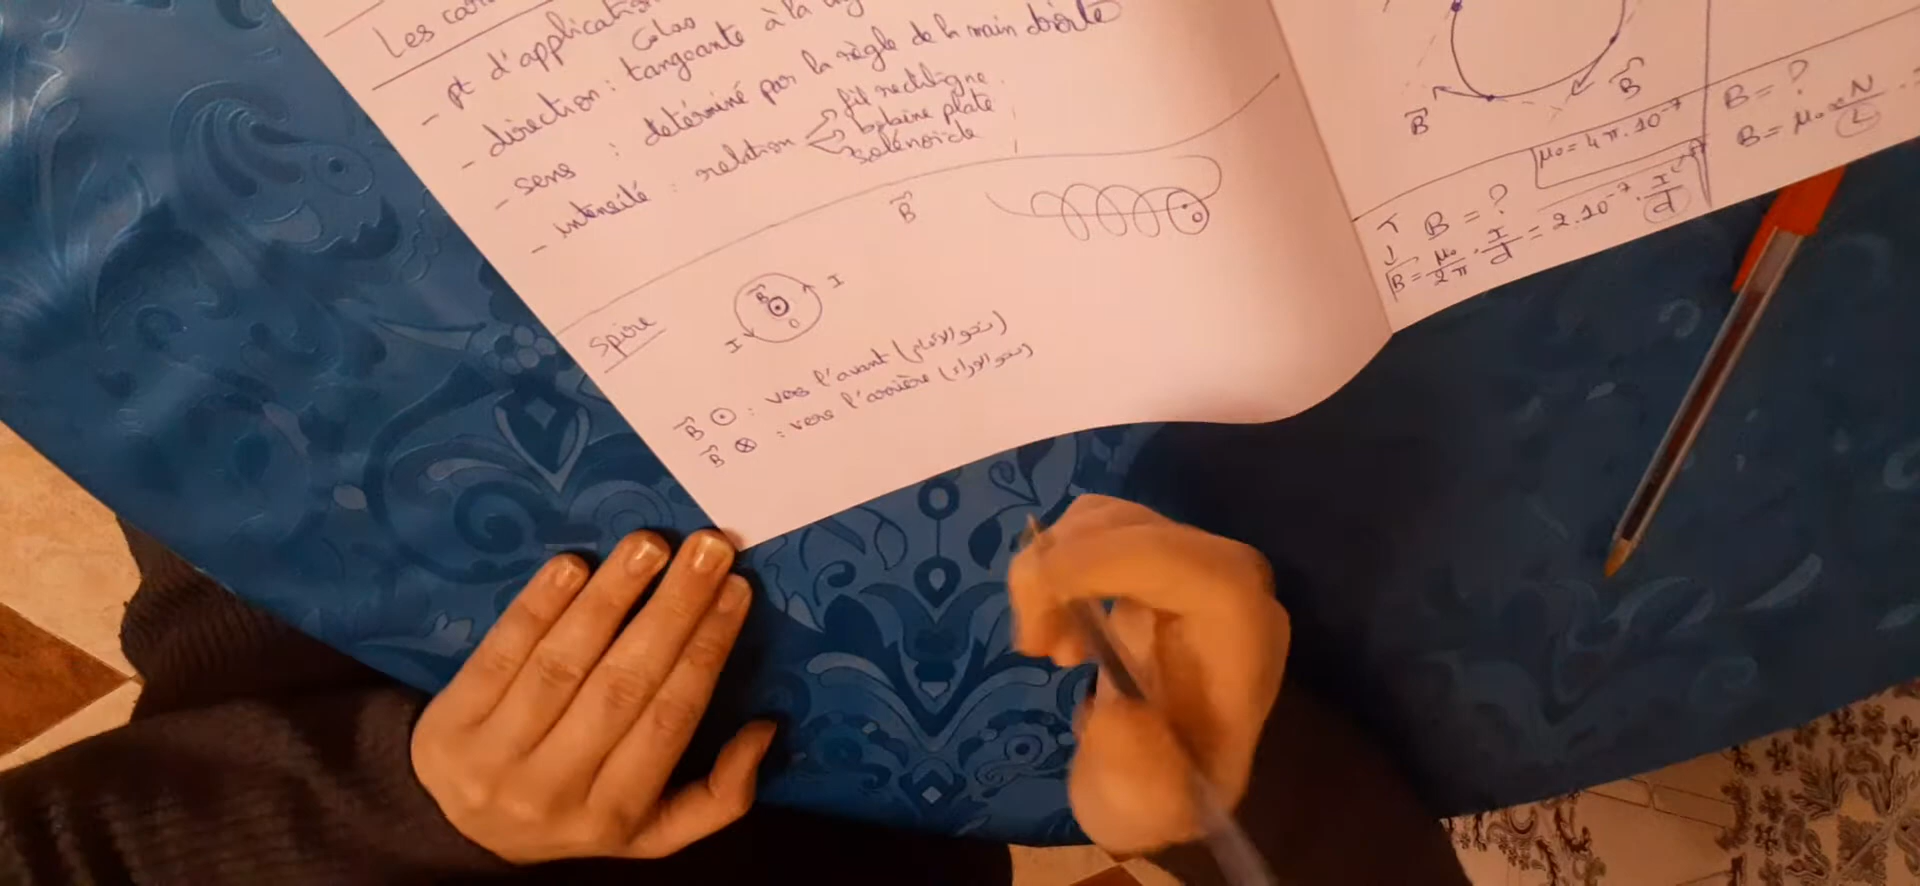 Les
- pt d'application
direction : tangeante à la
- sens : déterminé par la règle de la main droite
- intensité : relation
fil rectiligne.
bobine plate
solénoïde
B
O
Spire
B
I
I
O
B ⊙ : vers l'avant (نحو الأمام)
B ⊗ : vers l'arrière (نحو الوراء)
B
B
μ₀ = 4π.10⁻⁷
B = ?
B = μ₀/2π . I/d = 2.10⁻⁷ . I/d
B = ?
B = μ₀ × N/L .